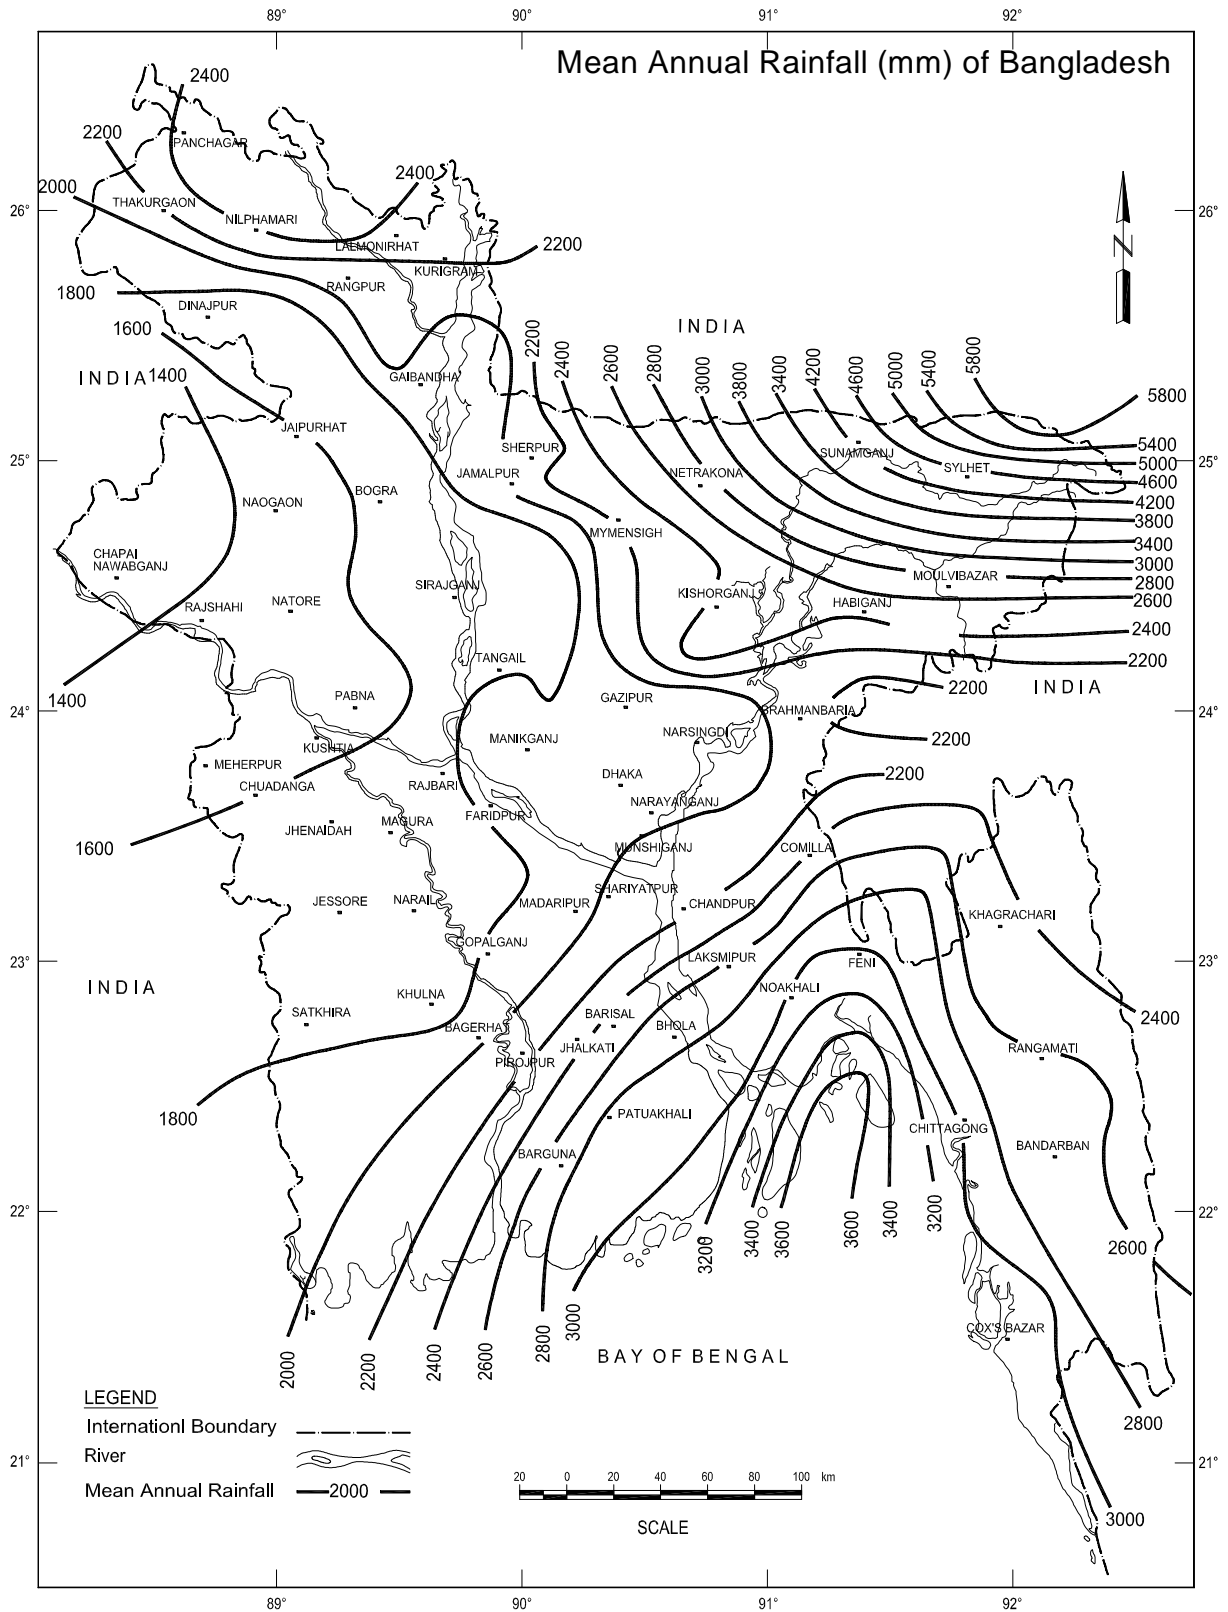 89° 90° 91° 92°
Mean Annual Rainfall (mm) of Bangladesh
2400
2200
PANCHAGAR
2400
2000
THAKURGAON
26° 26°
NILPHAMARI
N
LALMONIRHAT
2200
KURIGRAM
RANGPUR
1800
DINAJPUR
1600
INDIA
2200 2400 2600 2800 3000 3800 3400 4200 4600 5000 5400 5800
INDIA
1400
GAIBANDHA
5800
JAIPURHAT
SHERPUR
5400
SUNAMGANJ
25°
5000
JAMALPUR
NETRAKONA
SYLHET
4600
BOGRA
NAOGAON
4200
3800
MYMENSIGH
3400
CHAPAI
NAWABGANJ
3000
MOULVIBAZAR
2800
SIRAJGANJ
KISHORGANJ
2600
RAJSHAHI
NATORE
HABIGANJ
2400
TANGAIL
2200
2200
INDIA
1400
PABNA
GAZIPUR
24° 24°
BRAHMANBARIA
MANIKGANJ
NARSINGDI
2200
KUSHTIA
MEHERPUR
DHAKA
2200
CHUADANGA
RAJBARI
NARAYANGANJ
FARIDPUR
MAGURA
JHENAIDAH
1600
MUNSHIGANJ
COMILLA
SHARIYATPUR
JESSORE
NARAIL
MADARIPUR
CHANDPUR
KHAGRACHARI
GOPALGANJ
23° 23°
LAKSMIPUR
FENI
INDIA
NOAKHALI
KHULNA
SATKHIRA
BARISAL
2400
BAGERHAT
BHOLA
JHALKATI
RANGAMATI
PIROJPUR
1800
PATUAKHALI
CHITTAGONG
BANDARBAN
BARGUNA
22° 22°
3200 3400 3600 3600 3400 3200
2600
COX'S BAZAR
2000 2200 2400 2600 2800 3000
BAY OF BENGAL
LEGEND
2800
Internationl Boundary
River
21° 21°
Mean Annual Rainfall 2000
20 0 20 40 60 80 100 km
3000
SCALE
89° 90° 91° 92°